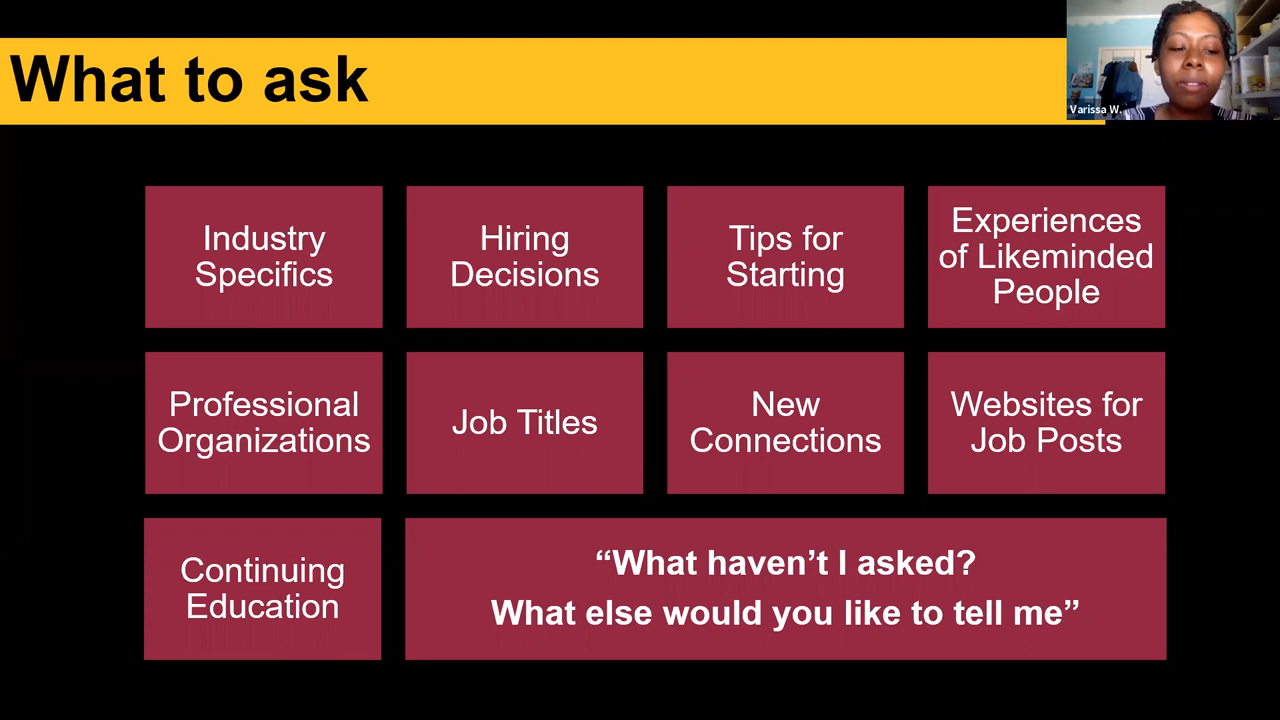 What to ask
Varissa W.
Industry
Specifics
Hiring
Decisions
Tips for
Starting
Experiences
of Likeminded
People
Professional
Organizations
Job Titles
New
Connections
Websites for
Job Posts
Continuing
Education
“What haven’t I asked?
What else would you like to tell me”